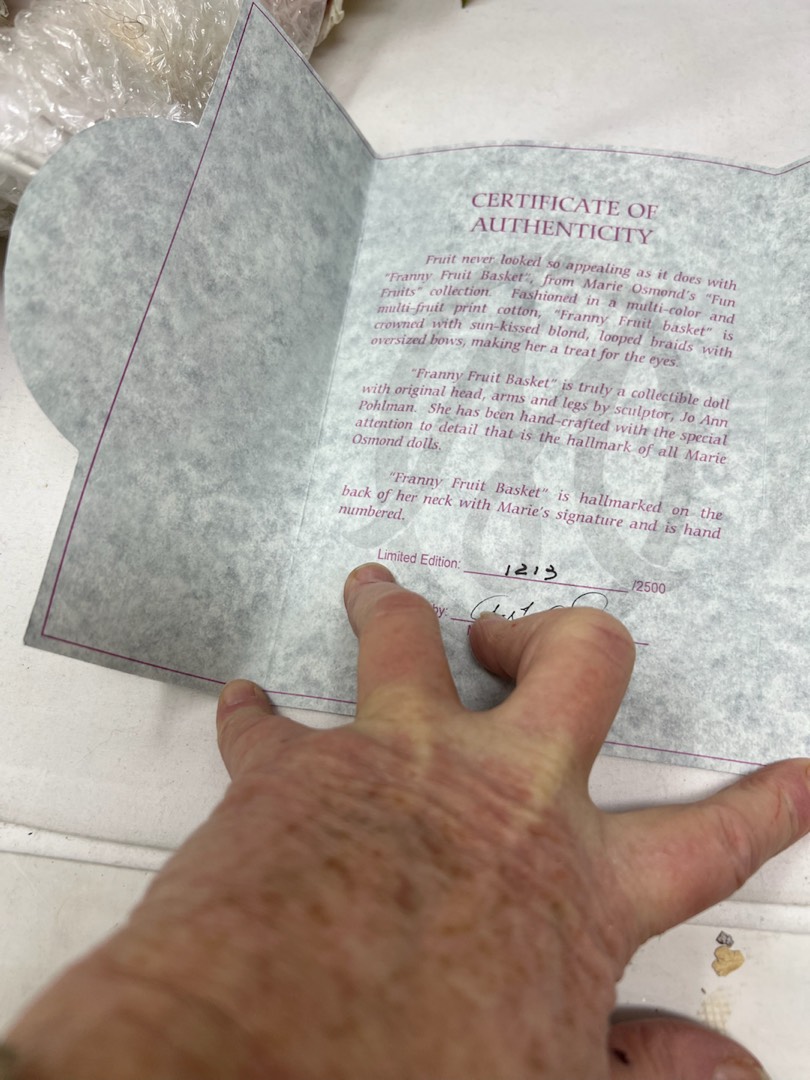 CERTIFICATE OF
AUTHENTICITY
Fruit never looked so appealing as it does with
"Franny Fruit Basket", from Marie Osmond's "Fun
Fruits" collection. Fashioned in a multi-color and
multi-fruit print cotton, "Franny Fruit basket" is
crowned with sun-kissed blond, looped braids with
oversized bows, making her a treat for the eyes.
"Franny Fruit Basket" is truly a collectible doll
with original head, arms and legs by sculptor, Jo Ann
Pohlman. She has been hand-crafted with the special
attention to detail that is the hallmark of all Marie
Osmond dolls.
"Franny Fruit Basket" is hallmarked on the
back of her neck with Marie's signature and is hand
numbered.
Limited Edition: 1213 /2500
by: